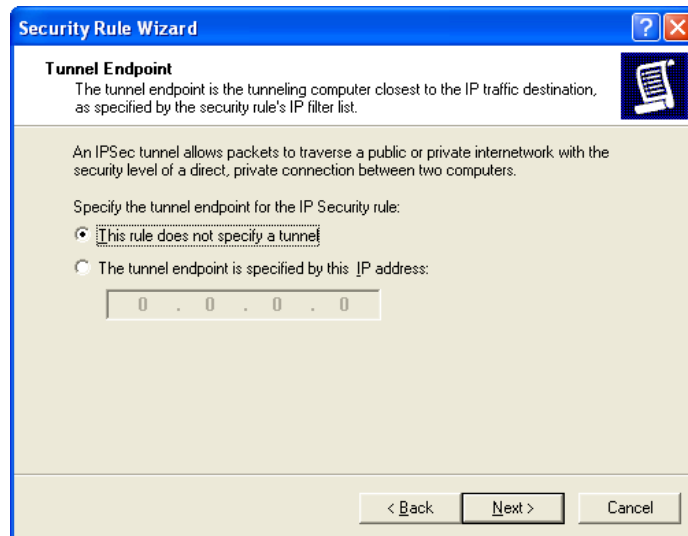 Security Rule Wizard
Tunnel Endpoint
The tunnel endpoint is the tunneling computer closest to the IP traffic destination,
as specified by the security rule's IP filter list.
An IPSec tunnel allows packets to traverse a public or private internetwork with the
security level of a direct, private connection between two computers.
Specify the tunnel endpoint for the IP Security rule:
This rule does not specify a tunnel
The tunnel endpoint is specified by this IP address:
0 . 0 . 0 . 0
< Back Next > Cancel